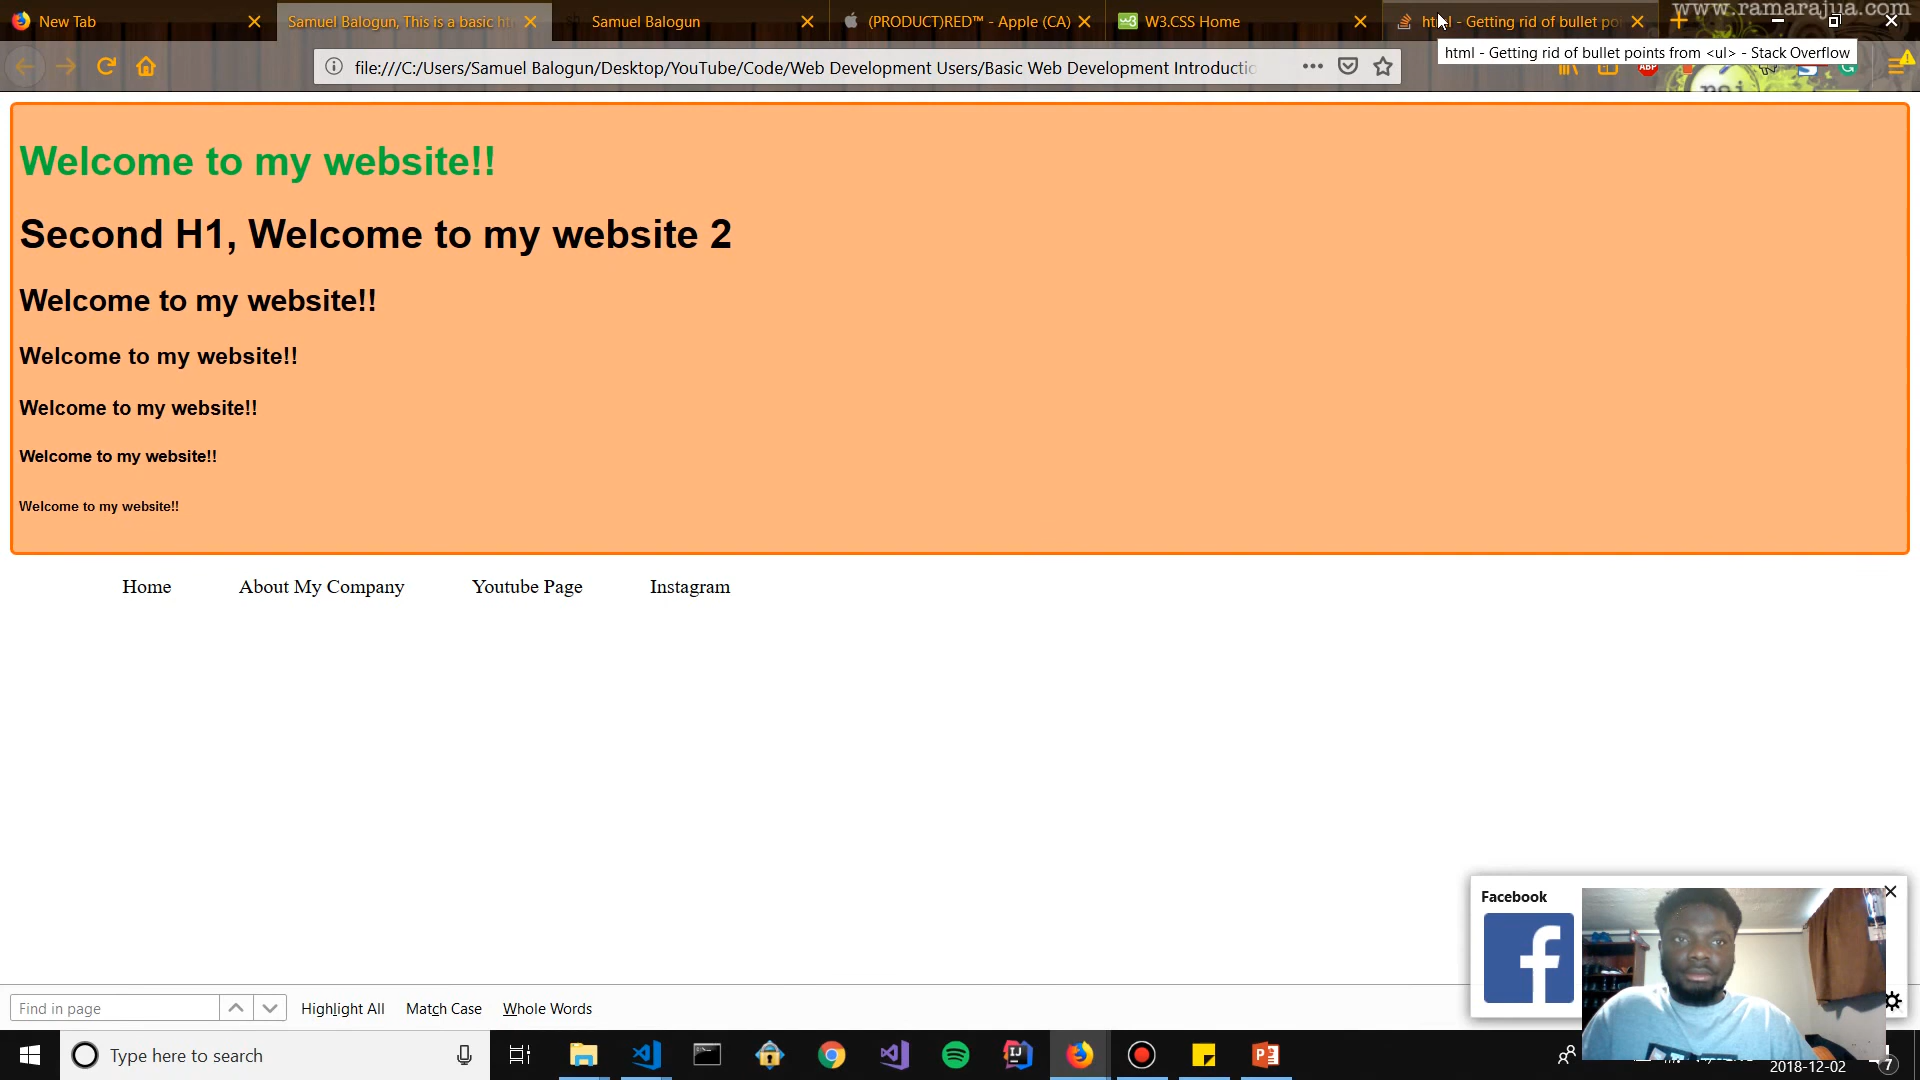 New Tab
Samuel Balogun, This is a basic
Samuel Balogun
(PRODUCT)RED™ - Apple (CA)
W3.CSS Home
html - Getting rid of bullet
www.ramarajua.com
file:///C:/Users/Samuel Balogun/Desktop/YouTube/Code/Web Development Users/Basic Web Development
html - Getting rid of bullet points from <ul> - Stack Overflow
ABP
Welcome to my website!!
Second H1, Welcome to my website 2
Welcome to my website!!
Welcome to my website!!
Welcome to my website!!
Welcome to my website!!
Welcome to my website!!
Home About My Company Youtube Page Instagram
Facebook
Find in page
Highlight All
Match Case
Whole Words
Type here to search
2018-12-02
7